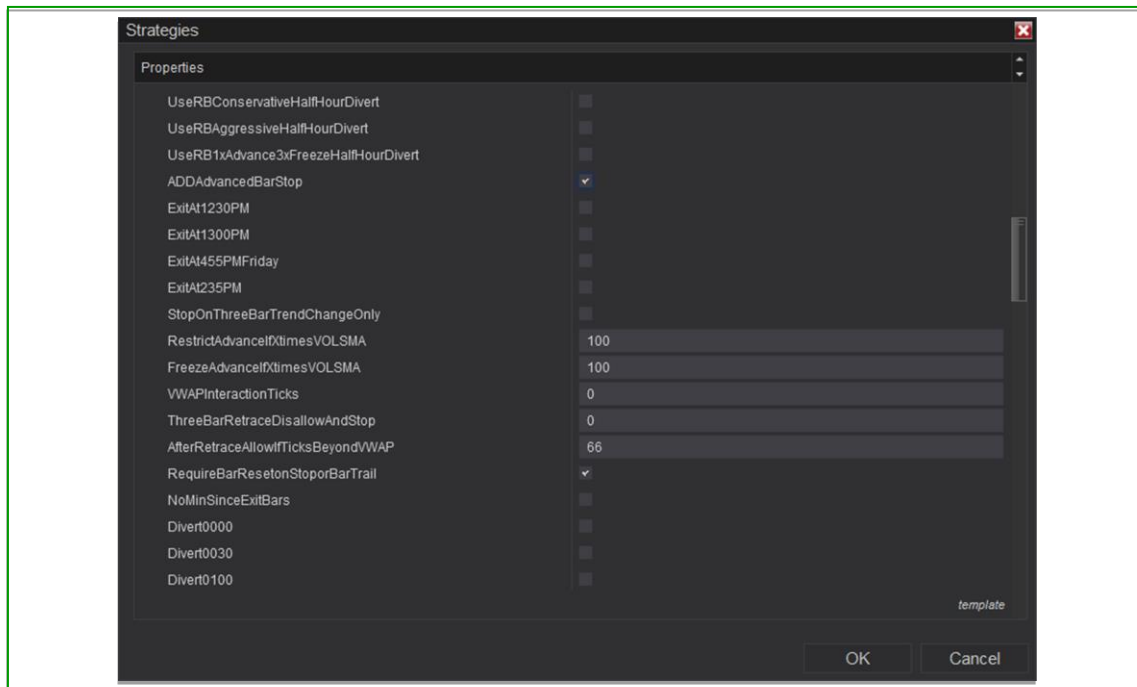 Strategies
Properties
UseRBConservativeHalfHourDivert
UseRBAggressiveHalfHourDivert
UseRB1xAdvance3xFreezeHalfHourDivert
ADDAdvancedBarStop
ExitAt1230PM
ExitAt1300PM
ExitAt455PMFriday
ExitAt235PM
StopOnThreeBarTrendChangeOnly
RestrictAdvanceIfXtimesVOLSMA 100
FreezeAdvanceIfXtimesVOLSMA 100
VWAPInteractionTicks 0
ThreeBarRetraceDisallowAndStop 0
AfterRetraceAllowIfTicksBeyondVWAP 66
RequireBarResetonStoporBarTrail
NoMinSinceExitBars
Divert0000
Divert0030
Divert0100
template
OK Cancel